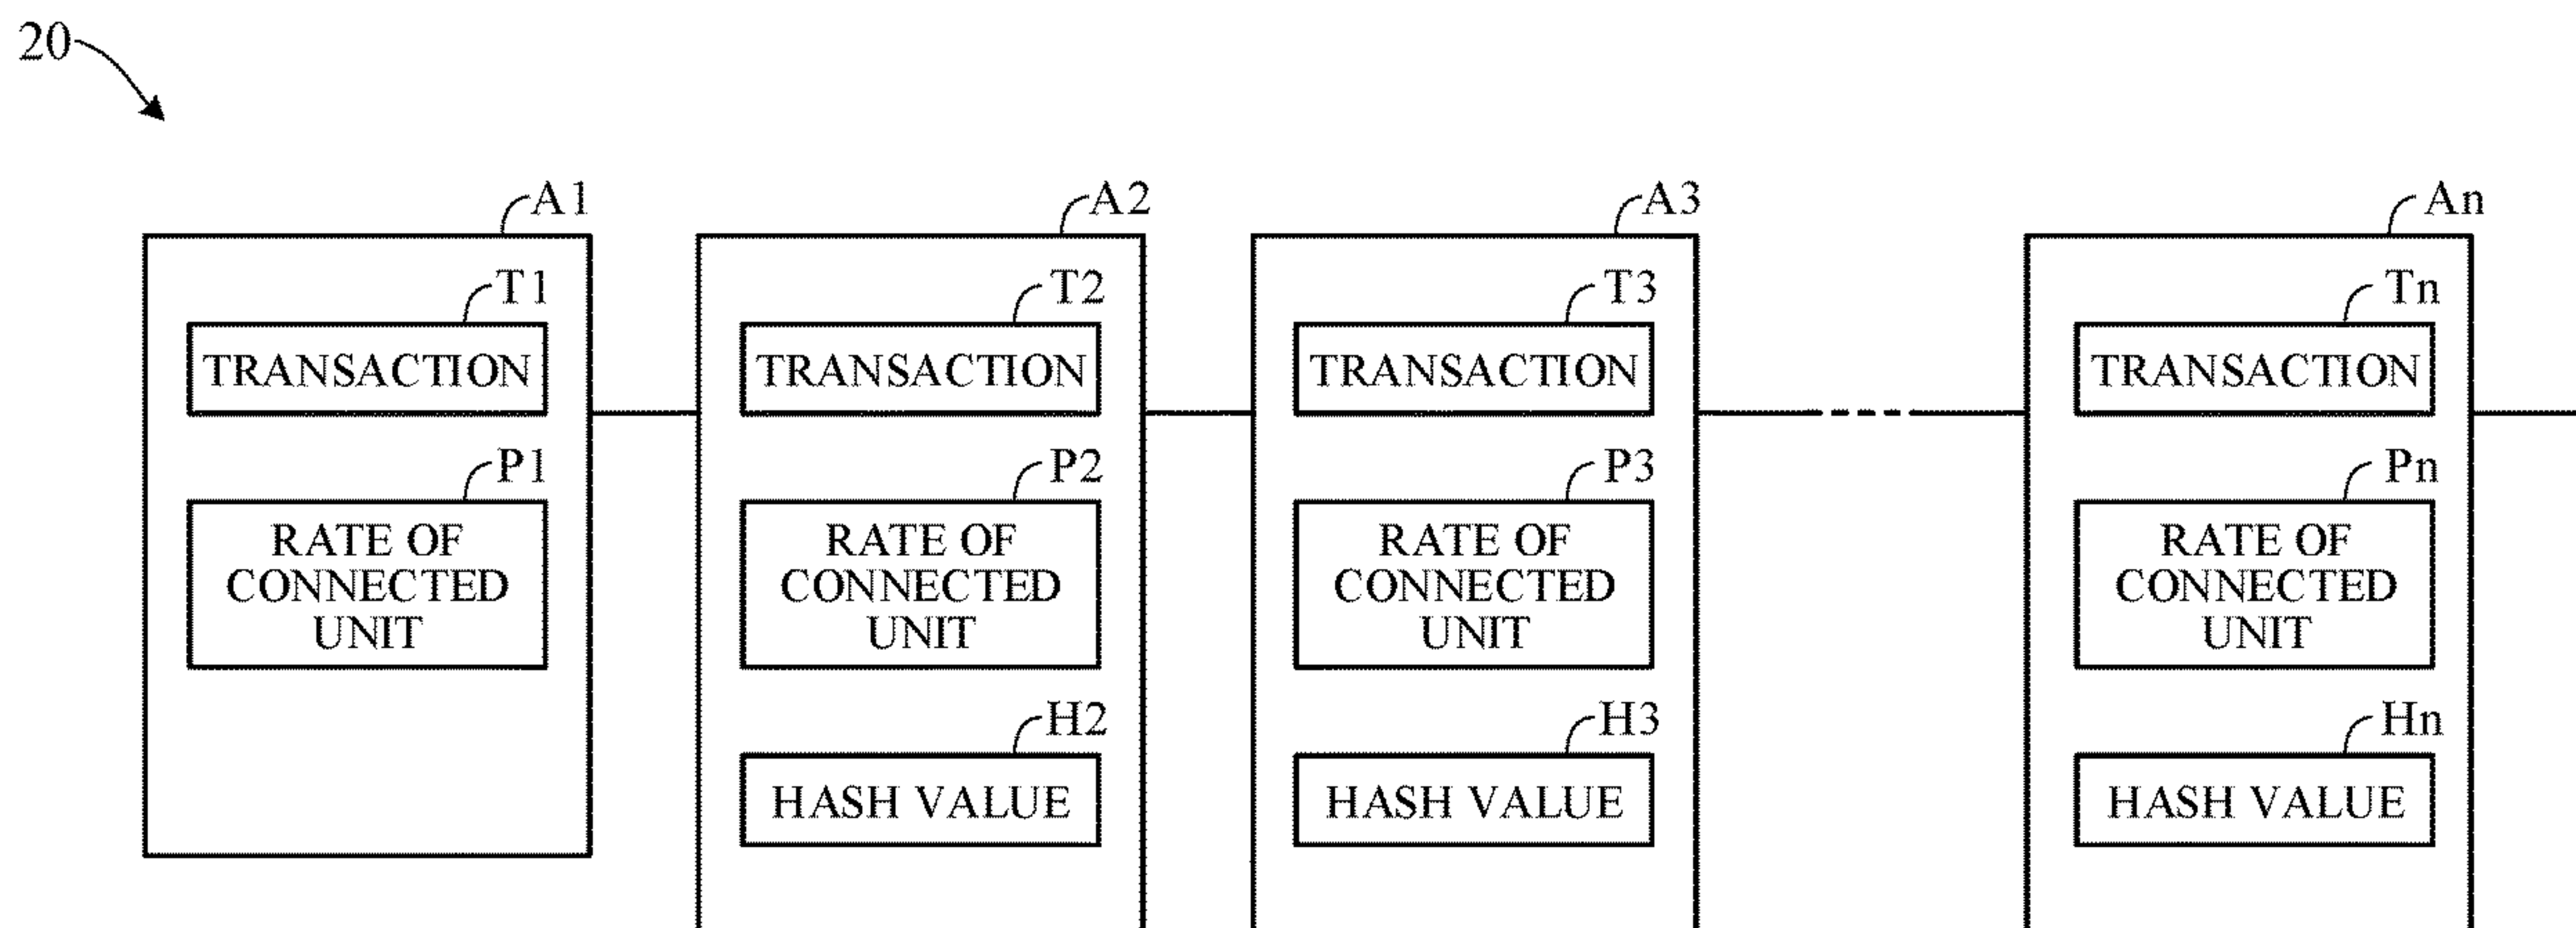 20
A1
A2
A3
An
T1
T2
T3
Tn
TRANSACTION
TRANSACTION
TRANSACTION
TRANSACTION
P1
P2
P3
Pn
RATE OF
CONNECTED
UNIT
RATE OF
CONNECTED
UNIT
RATE OF
CONNECTED
UNIT
RATE OF
CONNECTED
UNIT
H2
H3
Hn
HASH VALUE
HASH VALUE
HASH VALUE